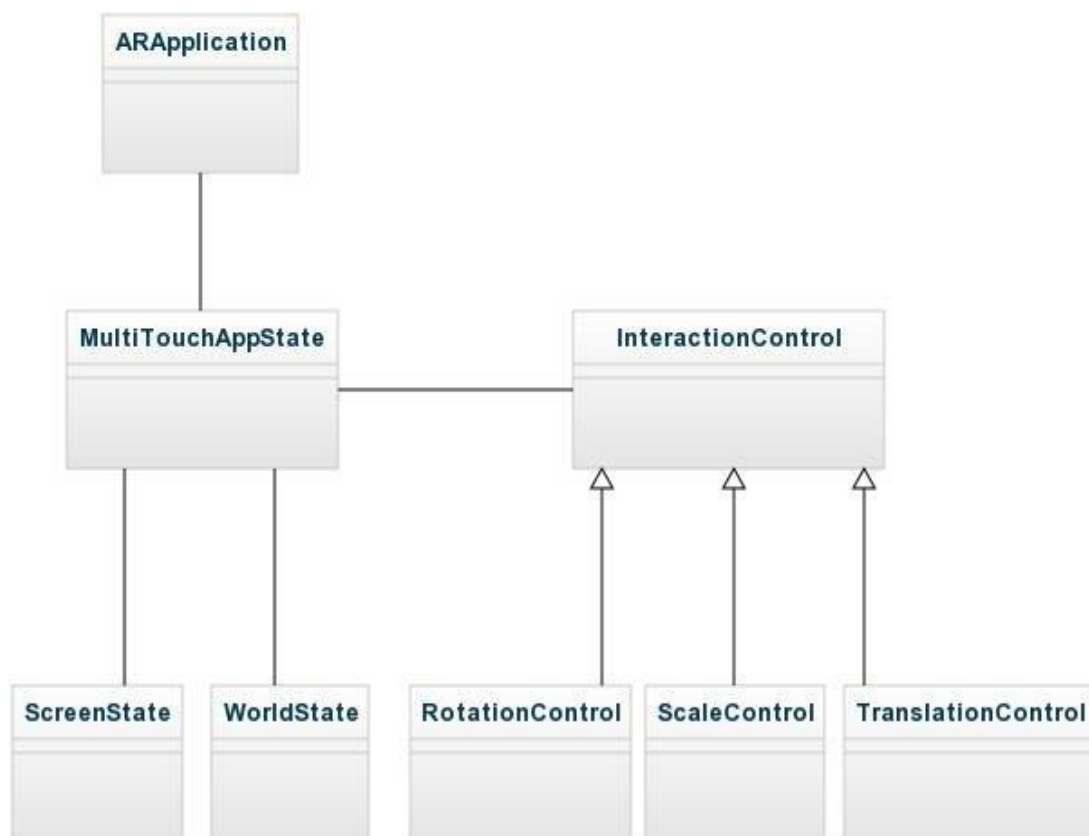 ARApplication
MultiTouchAppState
InteractionControl
ScreenState
WorldState
RotationControl
ScaleControl
TranslationControl